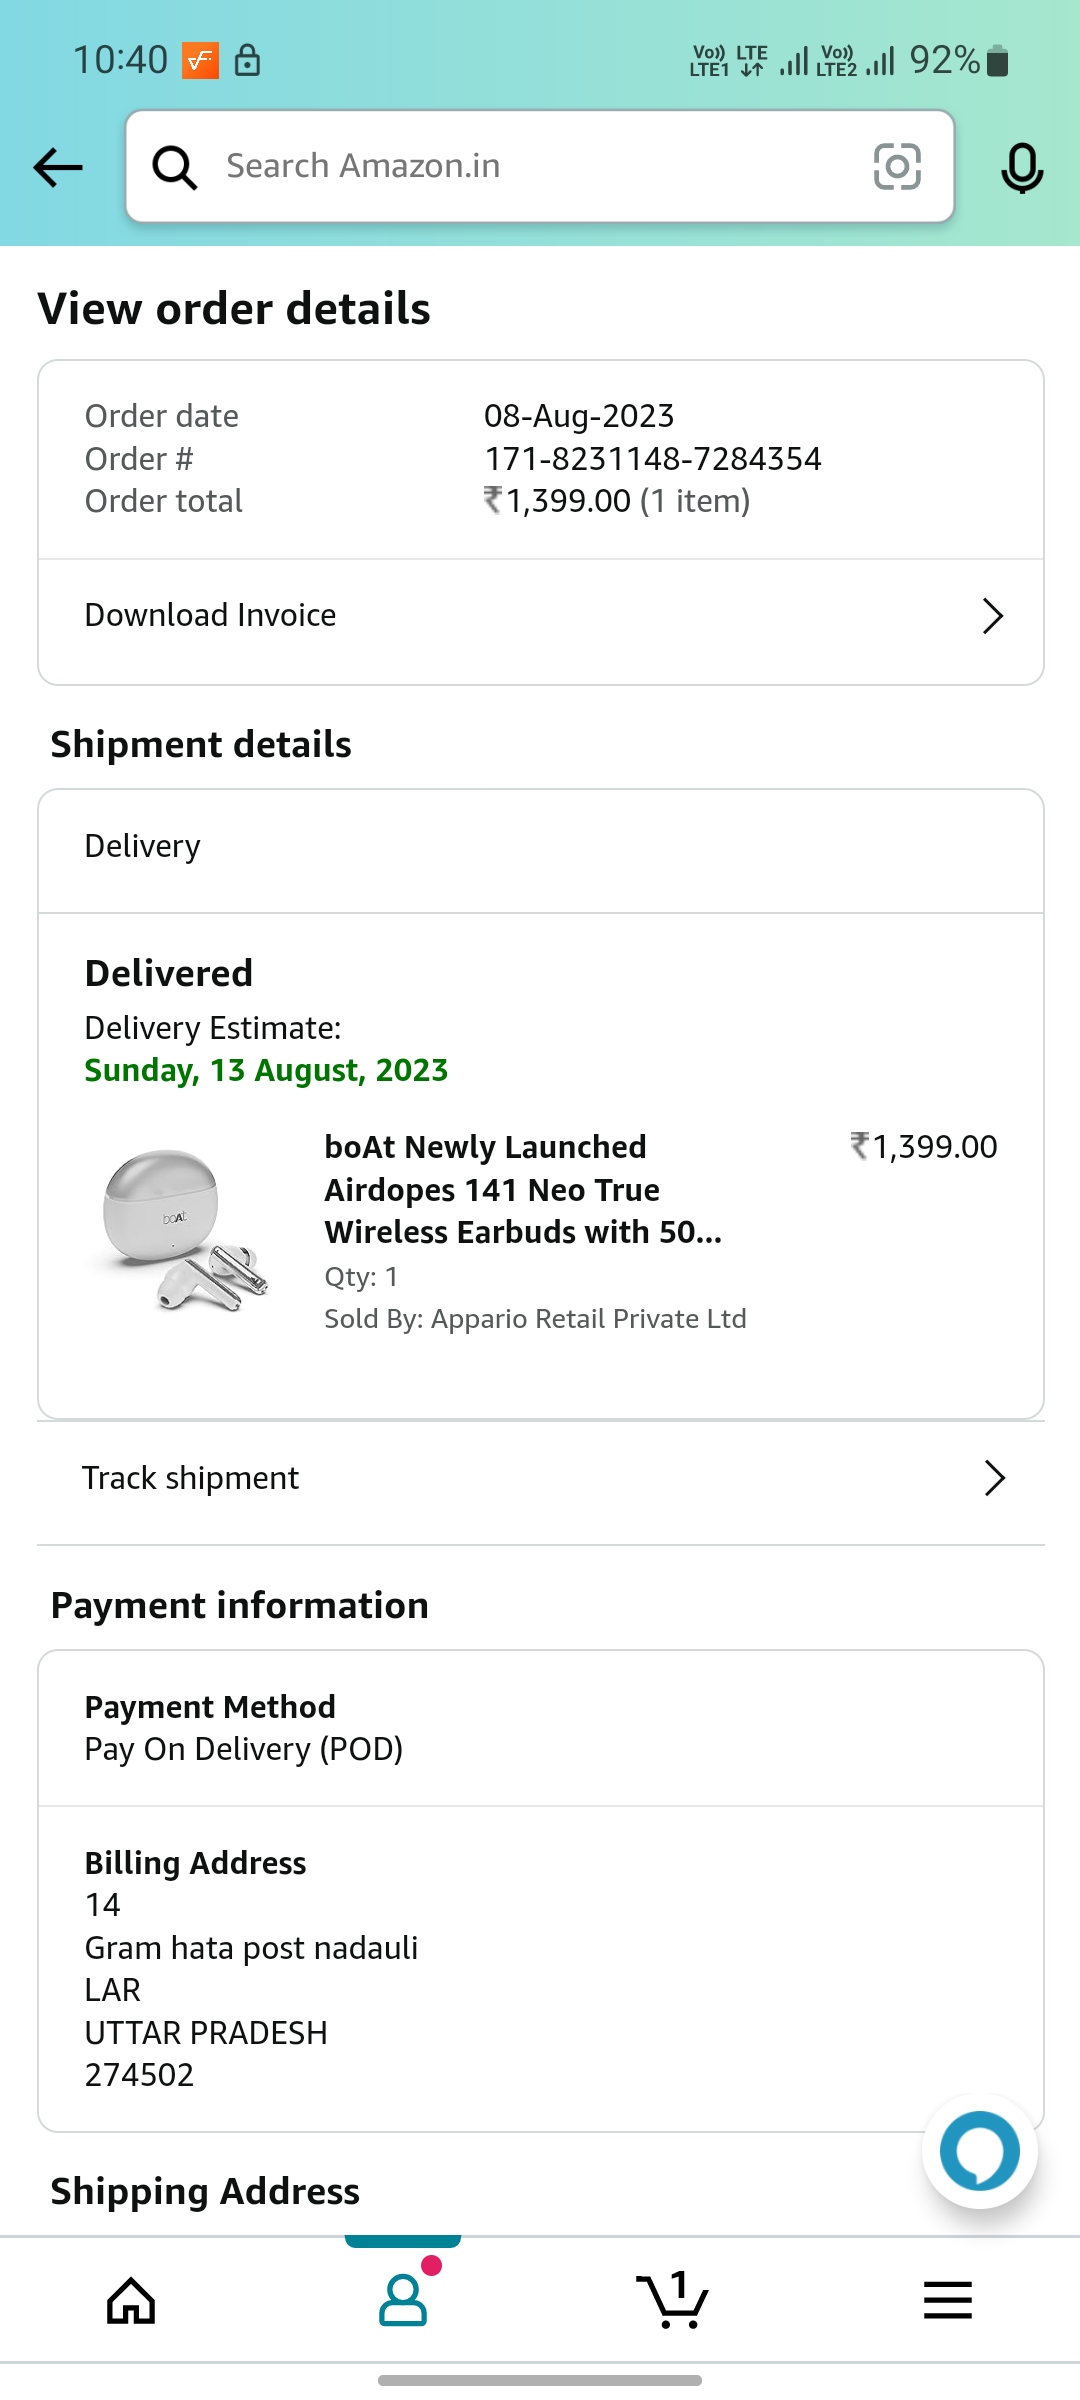 10:40 Vo)) LTE1 LTE Vo)) LTE2 92%
Search Amazon.in
View order details
Order date 08-Aug-2023
Order # 171-8231148-7284354
Order total ₹1,399.00 (1 item)
Download Invoice
Shipment details
Delivery
Delivered
Delivery Estimate:
Sunday, 13 August, 2023
boAt
boAt Newly Launched ₹1,399.00
Airdopes 141 Neo True
Wireless Earbuds with 50...
Qty: 1
Sold By: Appario Retail Private Ltd
Track shipment
Payment information
Payment Method
Pay On Delivery (POD)
Billing Address
14
Gram hata post nadauli
LAR
UTTAR PRADESH
274502
Shipping Address
1